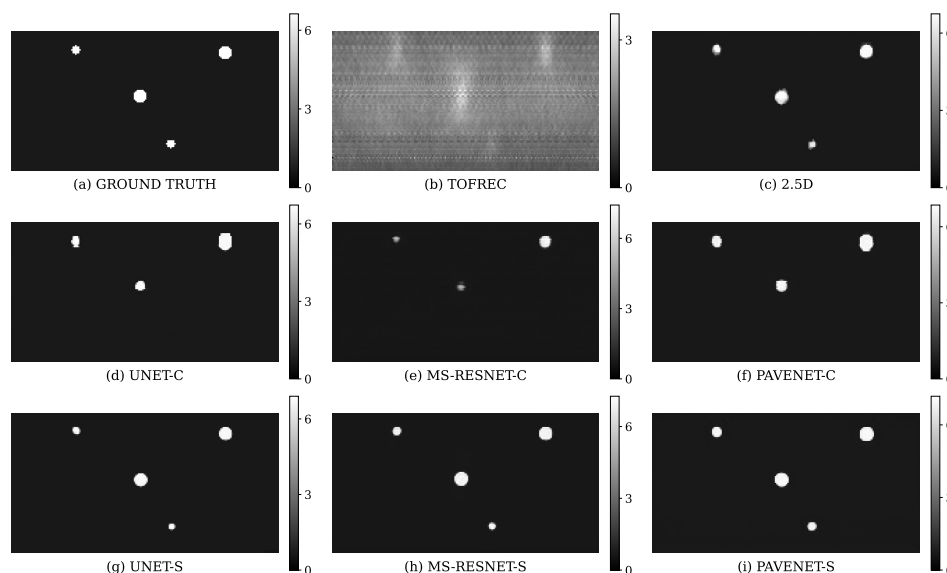 6
3
0
(a) GROUND TRUTH
3
0
(b) TOFREC
(c) 2.5D
6
3
0
(d) UNET-C
6
3
0
(e) MS-RESNET-C
(f) PAVENET-C
6
3
0
(g) UNET-S
6
3
0
(h) MS-RESNET-S
(i) PAVENET-S